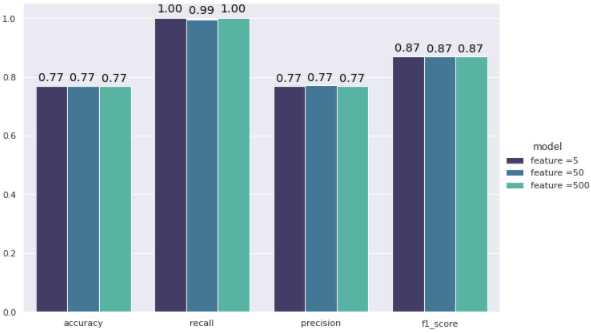 1.00 0.99 1.00
1.0
0.87 0.87 0.87
0.77 0.77 0.77
0.77 0.77 0.77
0.8
model
feature =5
feature =50
feature =500
0.6
0.4
0.2
0.0
accuracy recall precision f1_score